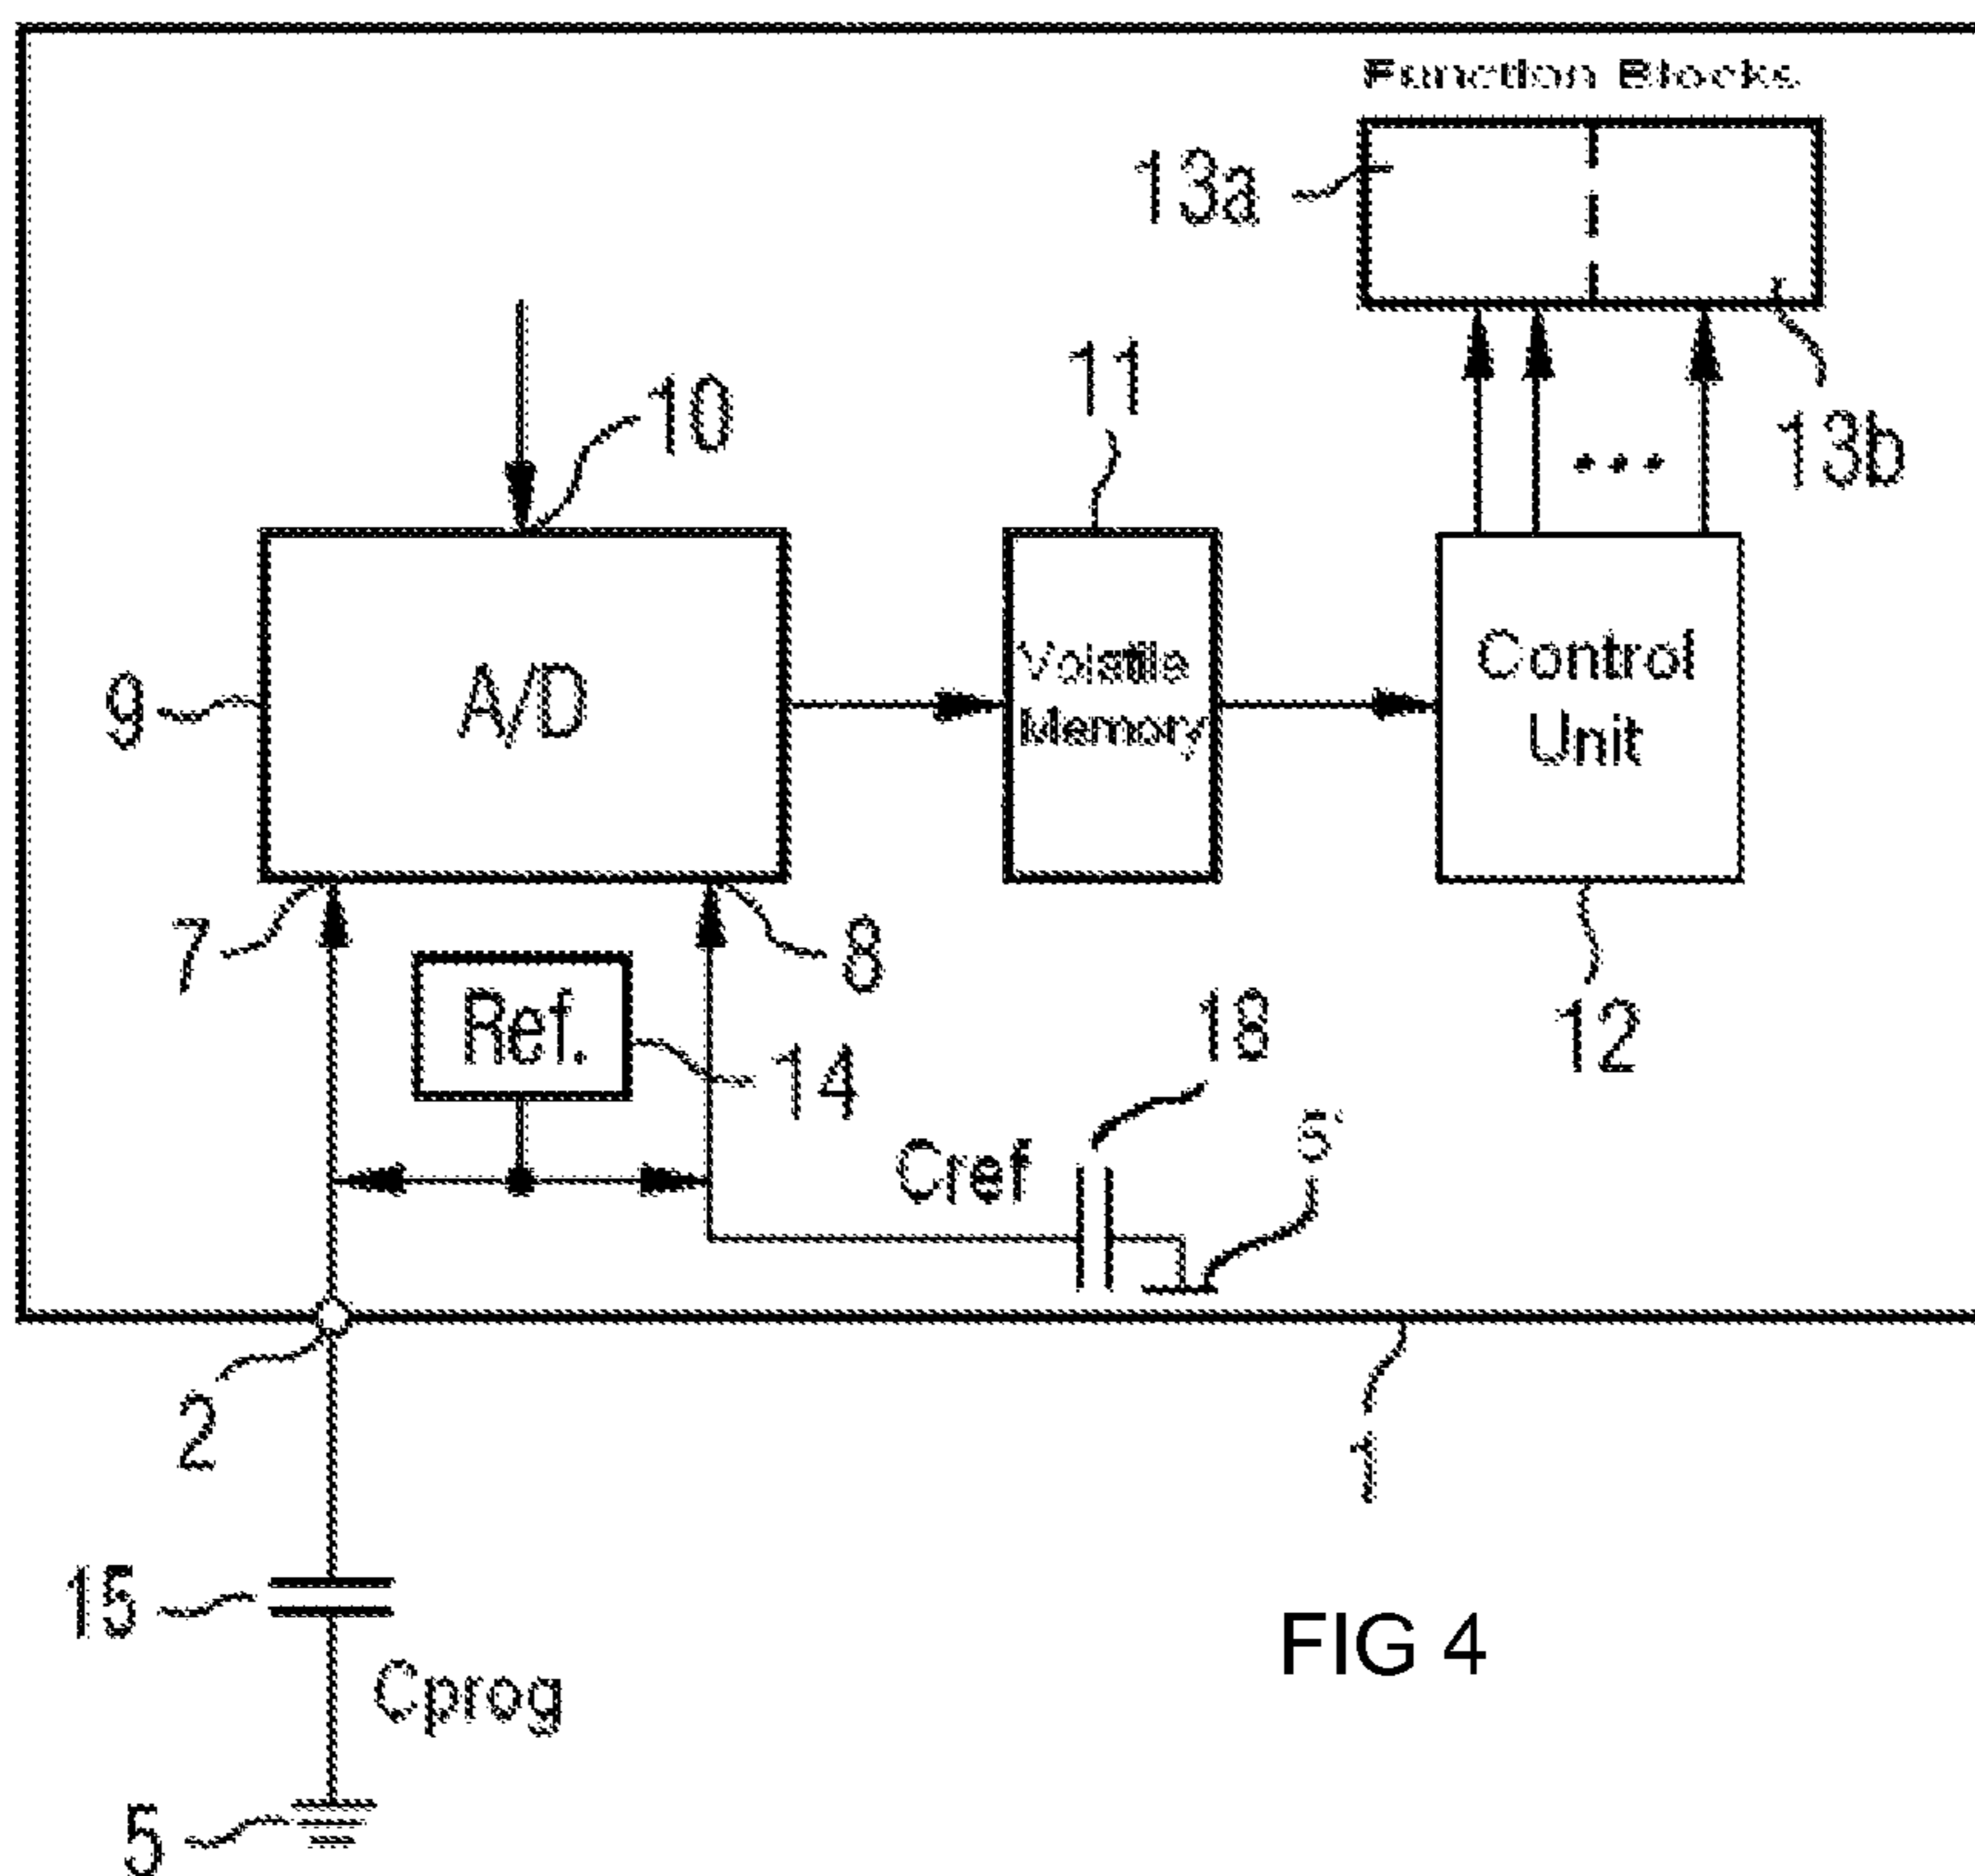 Function Blocks
13a
11
10
13b
9
A/D
Volatile
Memory
Control
Unit
7
8
Ref.
14
18
12
Cref
5'
2
1
15
Cprog
FIG 4
5